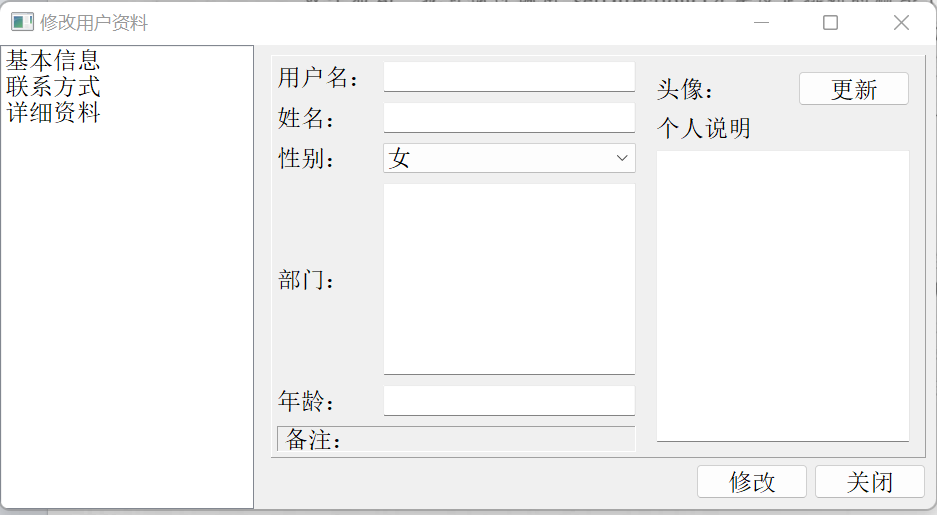 修改用户资料
基本信息
联系方式
详细资料
用户名：
姓名：
性别：
女
部门：
年龄：
备注：
头像：
更新
个人说明
修改
关闭